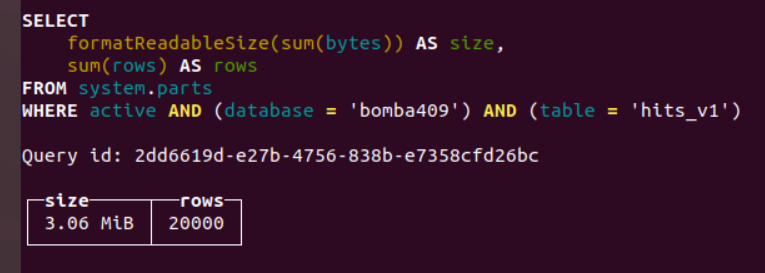 SELECT
formatReadableSize(sum(bytes)) AS size,
sum(rows) AS rows
FROM system.parts
WHERE active AND (database = 'bomba409') AND (table = 'hits_v1')
Query id: 2dd6619d-e27b-4756-838b-e7358cfd26bc
size rows
3.06 MiB 20000